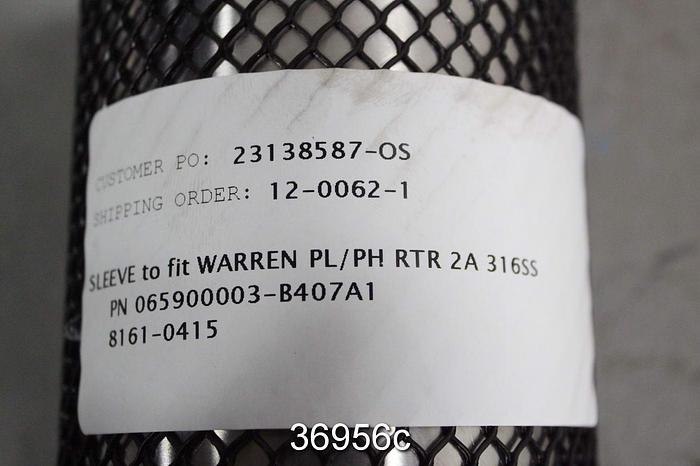 CUSTOMER PO: 23138587-OS
SHIPPING ORDER: 12-0062-1
SLEEVE to fit WARREN PL/PH RTR 2A 316SS
PN 065900003-B407A1
8161-0415
36956c